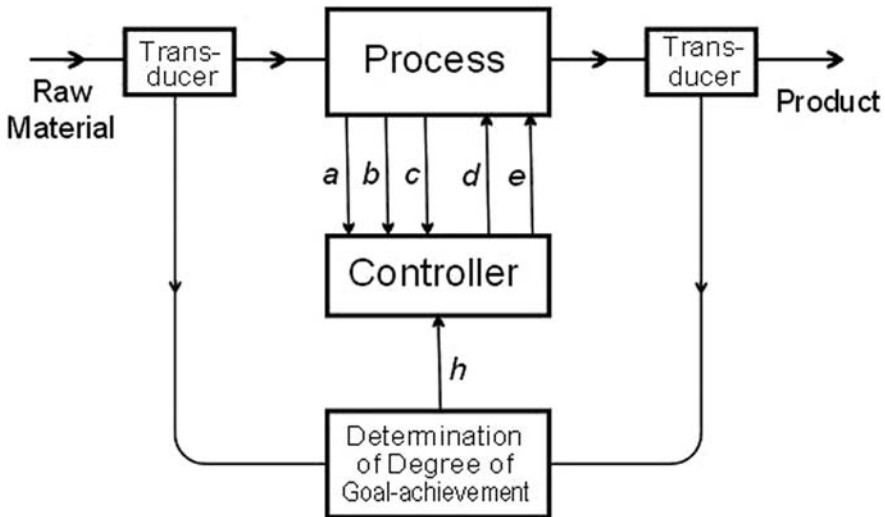 Trans-
ducer
Process
Trans-
ducer
Raw
Material
Product
a b c d e
Controller
h
Determination
of Degree of
Goal-achievement